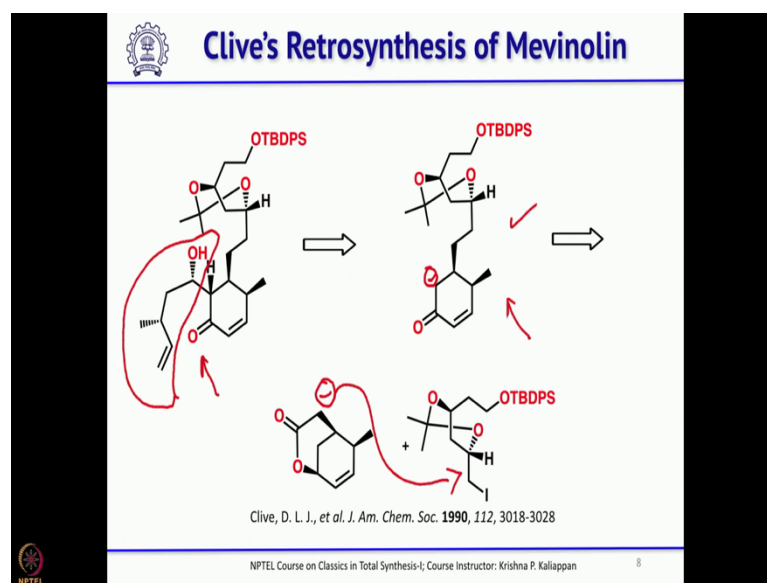 Clive's Retrosynthesis of Mevinolin
OTBDPS
O
O
H
OH
H
O
OTBDPS
O
O
H
O
O
O
+
O
OTBDPS
O
H
I
Clive, D. L. J., et al. J. Am. Chem. Soc. 1990, 112, 3018-3028
NPTEL Course on Classics in Total Synthesis-I; Course Instructor: Krishna P. Kaliappan
8
NPTEL